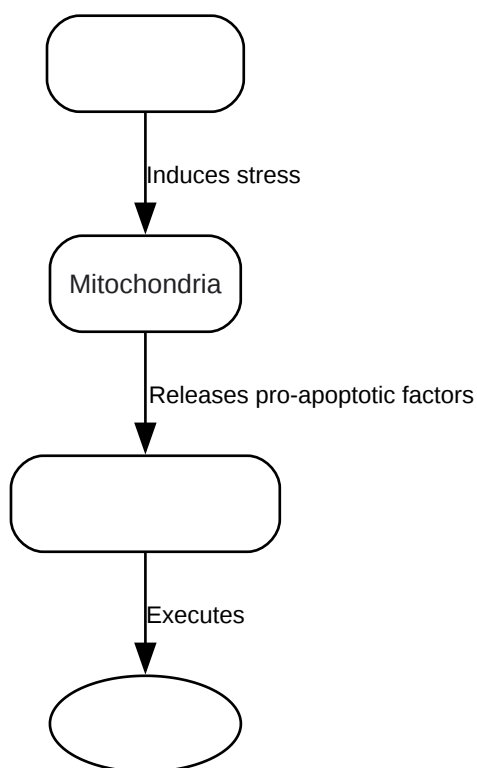 Induces stress
Mitochondria
Releases pro-apoptotic factors
Executes